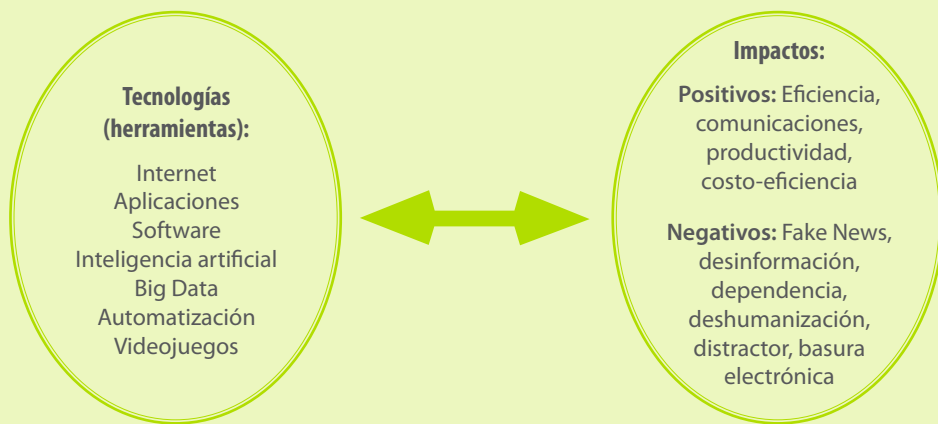 Tecnologías
(herramientas):
Internet
Aplicaciones
Software
Inteligencia artificial
Big Data
Automatización
Videojuegos
Impactos:
Positivos: Eficiencia,
comunicaciones,
productividad,
costo-eficiencia
Negativos: Fake News,
desinformación,
dependencia,
deshumanización,
distractor, basura
electrónica